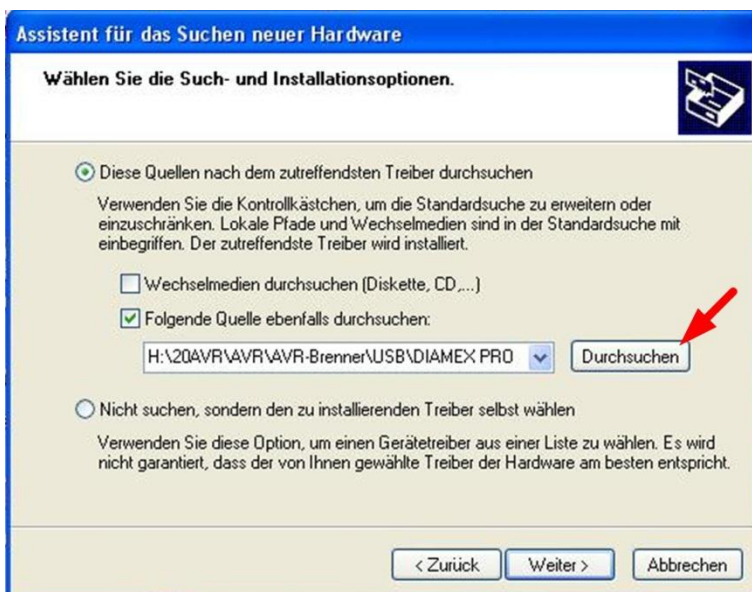 Assistent für das Suchen neuer Hardware
Wählen Sie die Such- und Installationsoptionen.
Diese Quellen nach dem zutreffendsten Treiber durchsuchen
Verwenden Sie die Kontrollkästchen, um die Standardsuche zu erweitern oder
einzuschränken. Lokale Pfade und Wechselmedien sind in der Standardsuche mit
einbegriffen. Der zutreffendste Treiber wird installiert.
Wechselmedien durchsuchen (Diskette, CD,...)
Folgende Quelle ebenfalls durchsuchen:
H:\20AVR\AVR\AVR-Brenner\USB\DIAMEX PRO Durchsuchen
Nicht suchen, sondern den zu installierenden Treiber selbst wählen
Verwenden Sie diese Option, um einen Gerätetreiber aus einer Liste zu wählen. Es wird
nicht garantiert, dass der von Ihnen gewählte Treiber der Hardware am besten entspricht.
< Zurück Weiter > Abbrechen